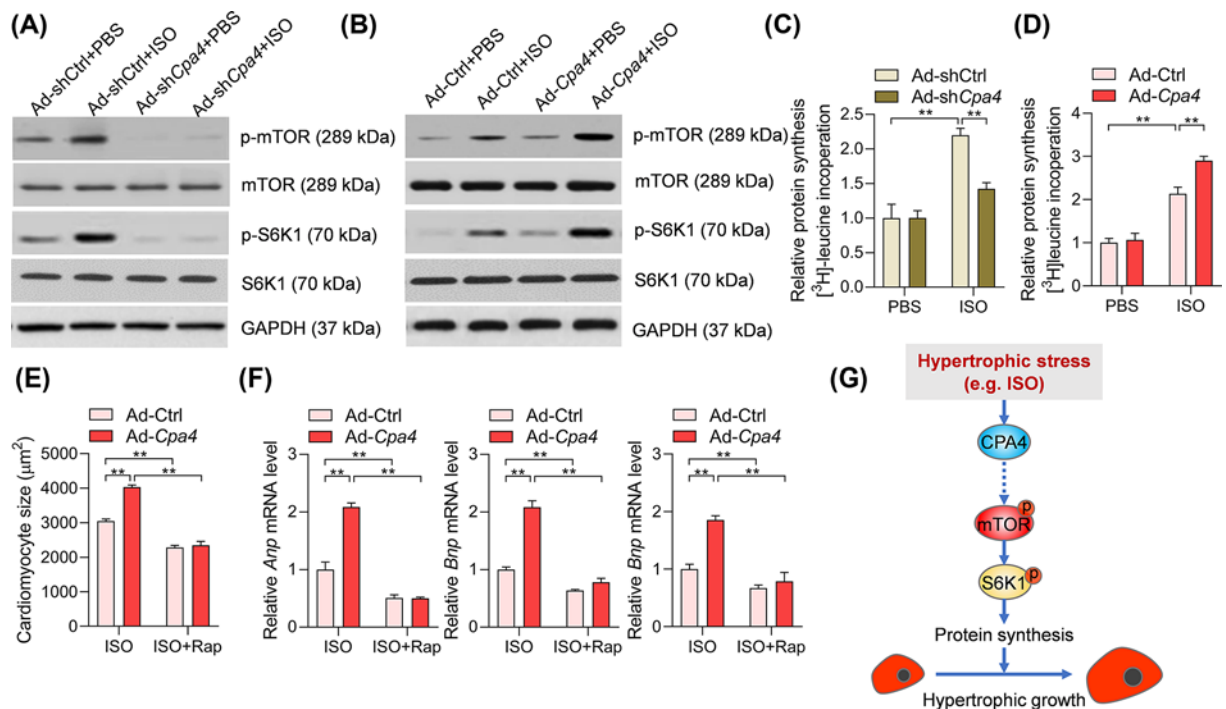 (A)
Ad-shCtrl+PBS
Ad-shCtrl+ISO
Ad-shCpa4+PBS
Ad-shCpa4+ISO
p-mTOR (289 kDa)
mTOR (289 kDa)
p-S6K1 (70 kDa)
S6K1 (70 kDa)
GAPDH (37 kDa)
(B)
Ad-Ctrl+PBS
Ad-Ctrl+ISO
Ad-Cpa4+PBS
Ad-Cpa4+ISO
p-mTOR (289 kDa)
mTOR (289 kDa)
p-S6K1 (70 kDa)
S6K1 (70 kDa)
GAPDH (37 kDa)
(C)
Ad-shCtrl
Ad-shCpa4
Relative protein synthesis
[³H]-leucine incoperation
2.5
2.0
1.5
1.0
0.5
0.0
** **
PBS ISO
(D)
Ad-Ctrl
Ad-Cpa4
Relative protein synthesis
[³H]leucine incoperation
4
3
2
1
0
** **
PBS ISO
(E)
Ad-Ctrl
Ad-Cpa4
Cardiomyocyte size (μm²)
5000
4000
3000
2000
1000
0
**
** **
ISO ISO+Rap
(F)
Ad-Ctrl
Ad-Cpa4
Relative Anp mRNA level
3
2
1
0
**
** **
ISO ISO+Rap
Ad-Ctrl
Ad-Cpa4
Relative Bnp mRNA level
3
2
1
0
**
** **
ISO ISO+Rap
Ad-Ctrl
Ad-Cpa4
Relative Bnp mRNA level
3
2
1
0
**
** **
ISO ISO+Rap
(G)
Hypertrophic stress
(e.g. ISO)
CPA4
p
mTOR
S6K1 p
Protein synthesis
Hypertrophic growth